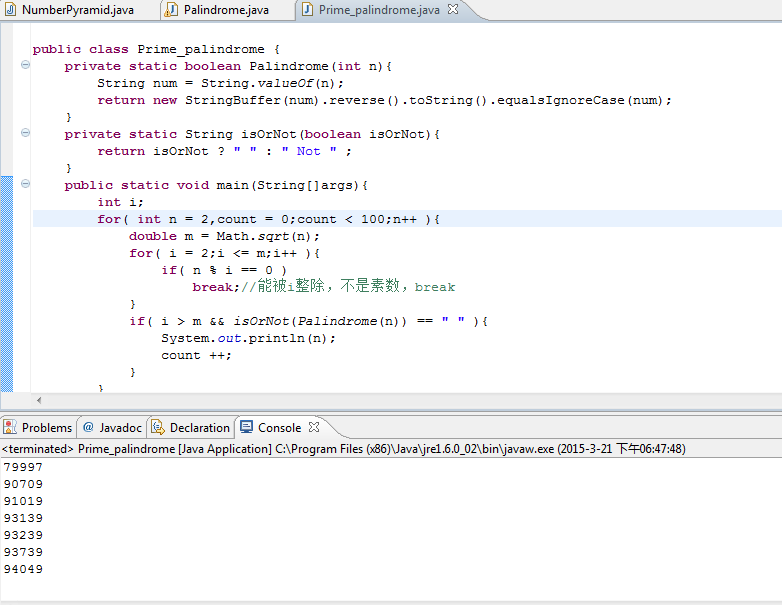 NumberPyramid.java Palindrome.java Prime_palindrome.java
public class Prime_palindrome {
private static boolean Palindrome(int n){
String num = String.valueOf(n);
return new StringBuffer(num).reverse().toString().equalsIgnoreCase(num);
}
private static String isOrNot(boolean isOrNot){
return isOrNot ? " " : " Not " ;
}
public static void main(String[]args){
int i;
for( int n = 2,count = 0;count < 100;n++ ){
double m = Math.sqrt(n);
for( i = 2;i <= m;i++ ){
if( n % i == 0 )
break;//能被i整除，不是素数，break
}
if( i > m && isOrNot(Palindrome(n)) == " " ){
System.out.println(n);
count ++;
}
}
Problems @ Javadoc Declaration Console
<terminated> Prime_palindrome [Java Application] C:\Program Files (x86)\Java\jre1.6.0_02\bin\javaw.exe (2015-3-21 下午06:47:48)
79997
90709
91019
93139
93239
93739
94049